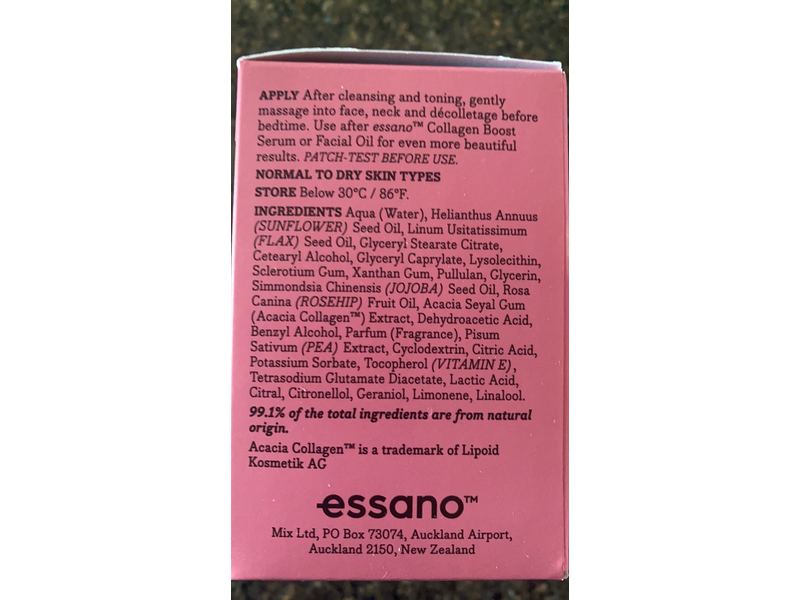 APPLY After cleansing and toning, gently
massage into face, neck and décolletage before
bedtime. Use after essano™ Collagen Boost
Serum or Facial Oil for even more beautiful
results. PATCH-TEST BEFORE USE.
NORMAL TO DRY SKIN TYPES
STORE Below 30°C / 86°F.
INGREDIENTS Aqua (Water), Helianthus Annuus
(SUNFLOWER) Seed Oil, Linum Usitatissimum
(FLAX) Seed Oil, Glyceryl Stearate Citrate,
Cetearyl Alcohol, Glyceryl Caprylate, Lysolecithin,
Sclerotium Gum, Xanthan Gum, Pullulan, Glycerin,
Simmondsia Chinensis (JOJOBA) Seed Oil, Rosa
Canina (ROSEHIP) Fruit Oil, Acacia Seyal Gum
(Acacia Collagen™) Extract, Dehydroacetic Acid,
Benzyl Alcohol, Parfum (Fragrance), Pisum
Sativum (PEA) Extract, Cyclodextrin, Citric Acid,
Potassium Sorbate, Tocopherol (VITAMIN E),
Tetrasodium Glutamate Diacetate, Lactic Acid,
Citral, Citronellol, Geraniol, Limonene, Linalool.
99.1% of the total ingredients are from natural
origin.
Acacia Collagen™ is a trademark of Lipoid
Kosmetik AG
essano™
Mix Ltd, PO Box 73074, Auckland Airport,
Auckland 2150, New Zealand